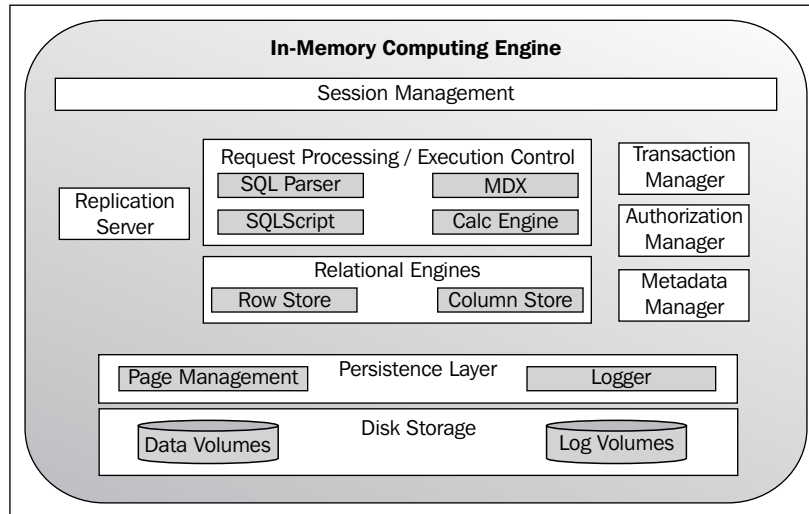 In-Memory Computing Engine
Session Management
Request Processing / Execution Control
SQL Parser
MDX
SQLScript
Calc Engine
Replication
Server
Transaction
Manager
Authorization
Manager
Metadata
Manager
Relational Engines
Row Store
Column Store
Persistence Layer
Page Management
Logger
Disk Storage
Data Volumes
Log Volumes